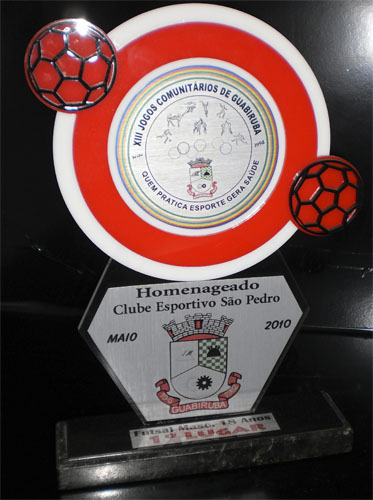 XIII JOGOS COMUNITÁRIOS DE GUABIRUBA
QUEM PRATICA ESPORTE GERA SAÚDE
Homenageado
Clube Esportivo São Pedro
MAIO 2010
GUABIRUBA
Futsal Masc. 18 Anos
1º LUGAR